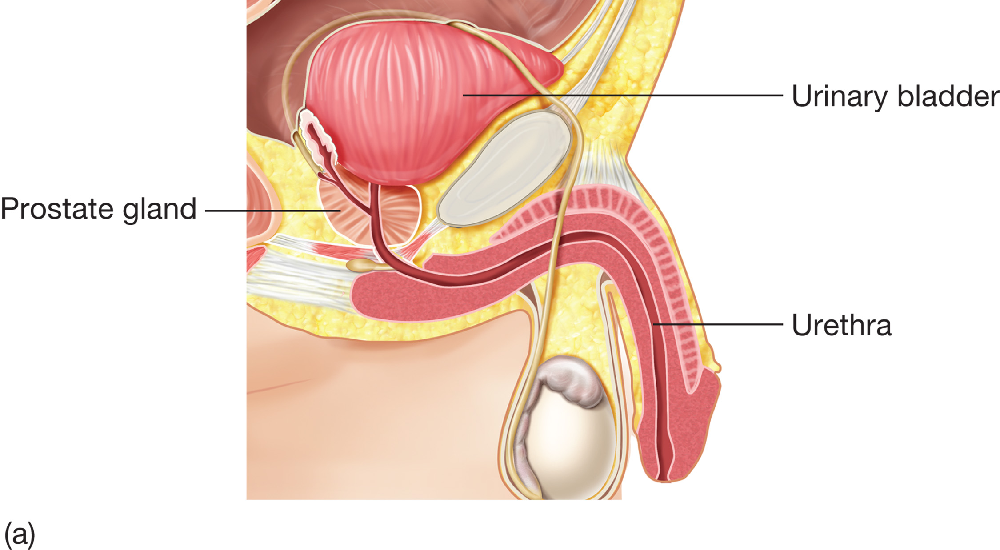 Urinary bladder
Prostate gland
Urethra
(a)